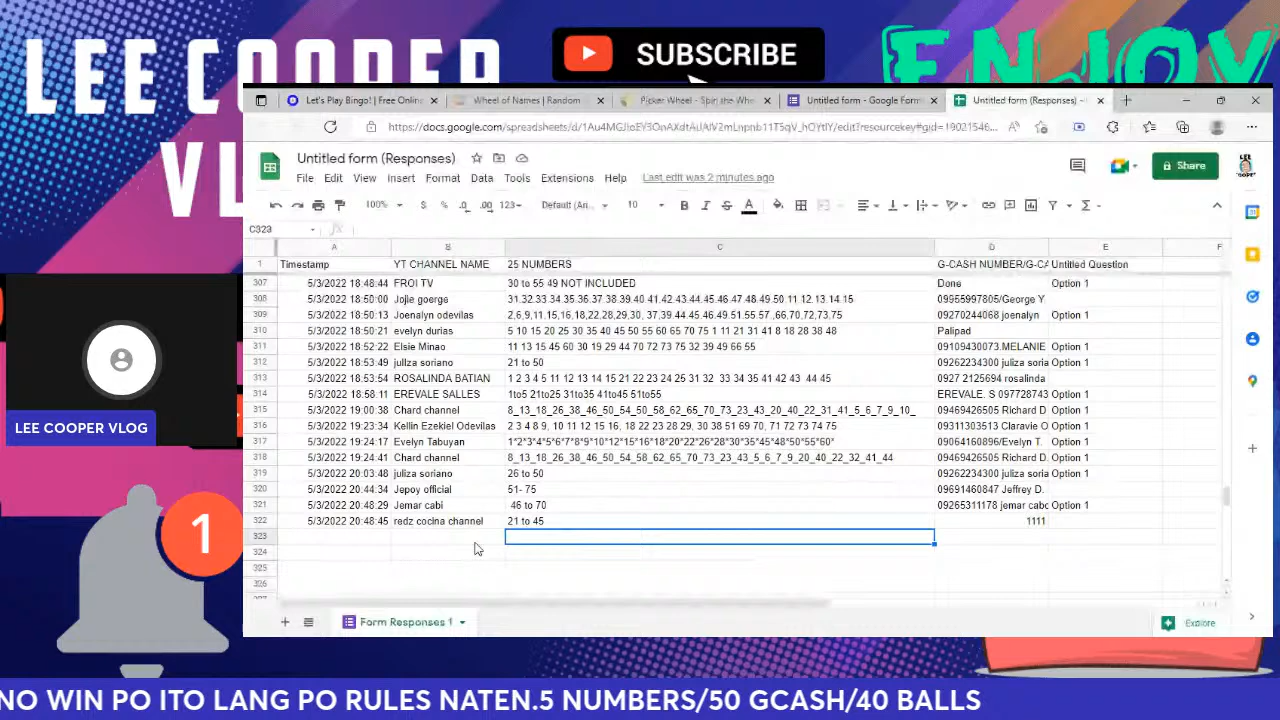 LEE COOPER
VL
SUBSCRIBE
ENJOY
Let's Play Bingo! | Free Online
Wheel of Names | Random
Picker Wheel - Spin the Whe
Untitled form - Google Form
Untitled form (Responses) -
Untitled form (Responses)
File Edit View Insert Format Tools Extensions Help Last edit was 2 minutes ago
Share
100% $ % .0 .00 123 Default (Ari... 10 B I S A
C323
A B C D E F
1 Timestamp YT CHANNEL NAME 25 NUMBERS G-CASH NUMBER/G-CA Untitled Question
307 5/3/2022 18:48:44 FROI TV 30 to 55 49 NOT INCLUDED Done Option 1
308 5/3/2022 18:50:00 Jojie goerge 31.32.33.34.35.36.37.38.39.40.41.42.43.44.45.46.47.48.49.50.11.12.13.14.15 09955997805/George Y.
309 5/3/2022 18:50:13 Joenalyn odevilas 2,6,9,11,15,16,18,22,28,29,30, 37,39 44,45 46,49,51,55,57 ,66,70,72,73,75 09270244068 joenalyn Option 1
310 5/3/2022 18:50:21 evelyn durias 5 10 15 20 25 30 35 40 45 50 55 60 65 70 75 1 11 21 31 41 8 18 28 38 48 Palipad
311 5/3/2022 18:52:22 Elsie Minao 11 13 15 45 60 30 19 29 44 70 72 73 75 32 39 49 66 55 09109430073.MELANIE Option 1
312 5/3/2022 18:53:49 juliza soriano 21 to 50 09262234300 juliza soria Option 1
313 5/3/2022 18:53:54 ROSALINDA BATIAN 1 2 3 4 5 11 12 13 14 15 21 22 23 24 25 31 32 33 34 35 41 42 43 44 45 0927 2125694 rosalinda
314 5/3/2022 18:58:11 EREVALE SALLES 1to5 21to25 31to35 41to45 51to55 EREVALE. S 097728743 Option 1
315 5/3/2022 19:00:38 Chard channel 8_13_18_26_38_46_50_54_50_58_62_65_70_73_23_43_20_40_22_31_41_5_6_7_9_10_ 09469426505 Richard D. Option 1
316 5/3/2022 19:23:34 Kellin Ezekiel Odevilas 2 3 4 8 9, 10 11 12 15 16, 18 22 23 28 29, 30 35 51 69 70, 71 72 73 74 75 09311303513 Claravie O Option 1
317 5/3/2022 19:24:17 Evelyn Tabuyan 1*2*3*4*5*6*7*8*9*10*12*15*16*18*20*22*26*28*30*35*45*48*50*55*60* 09064160896/Evelyn T. Option 1
318 5/3/2022 19:24:41 Chard channel 8_13_18_26_38_46_50_54_58_62_65_70_73_23_43_5_6_7_9_20_40_22_32_41_44 09469426505 Richard D. Option 1
319 5/3/2022 20:03:48 juliza soriano 26 to 50 09262234300 juliza soria Option 1
320 5/3/2022 20:44:34 Jepoy official 51- 75 09691460847 Jeffrey D.
321 5/3/2022 20:48:29 Jemar cabi 46 to 70 09265311178 jemar cabc Option 1
322 5/3/2022 20:48:45 redz cocina channel 21 to 45 1111
323
324
325
326
Form Responses 1
Explore
LEE COOPER VLOG
1
NO WIN PO ITO LANG PO RULES NATEN.5 NUMBERS/50 GCASH/40 BALLS